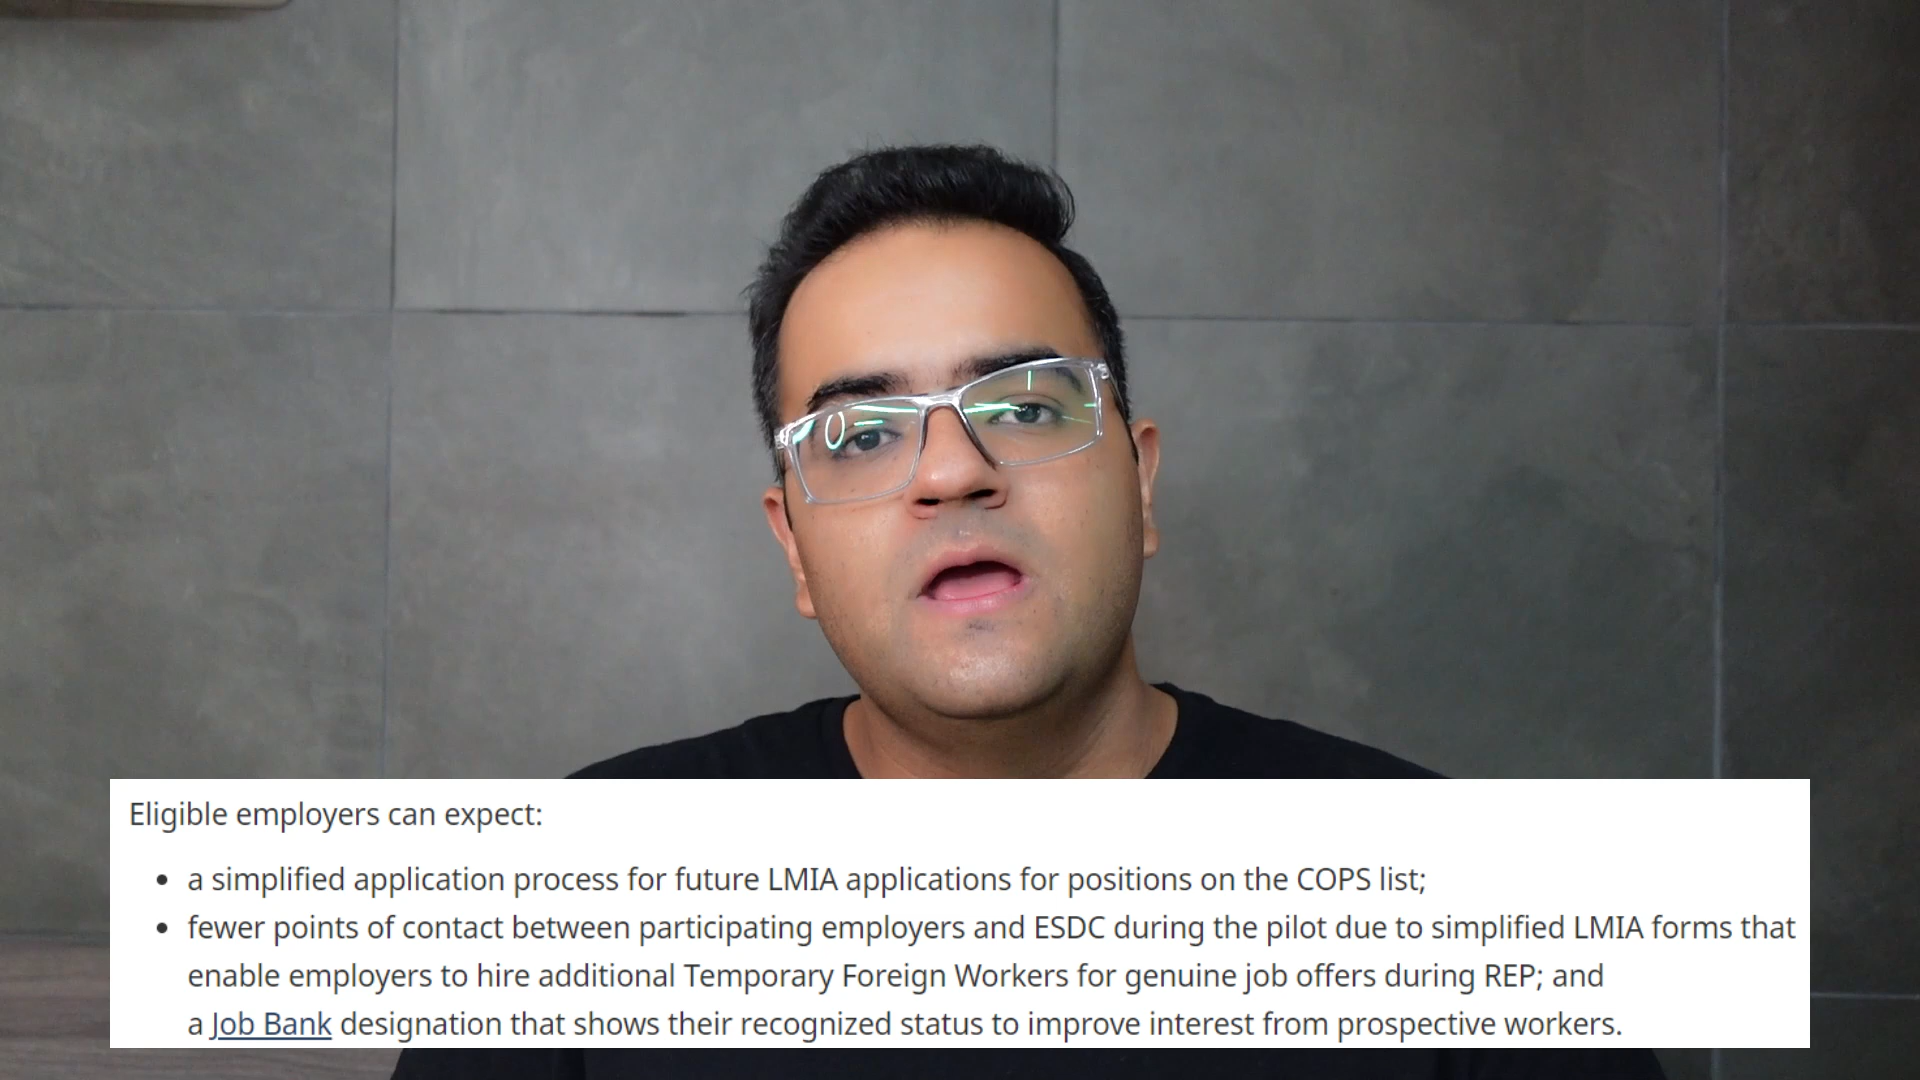 Eligible employers can expect:
• a simplified application process for future LMIA applications for positions on the COPS list;
• fewer points of contact between participating employers and ESDC during the pilot due to simplified LMIA forms that
enable employers to hire additional Temporary Foreign Workers for genuine job offers during REP; and
a Job Bank designation that shows their recognized status to improve interest from prospective workers.